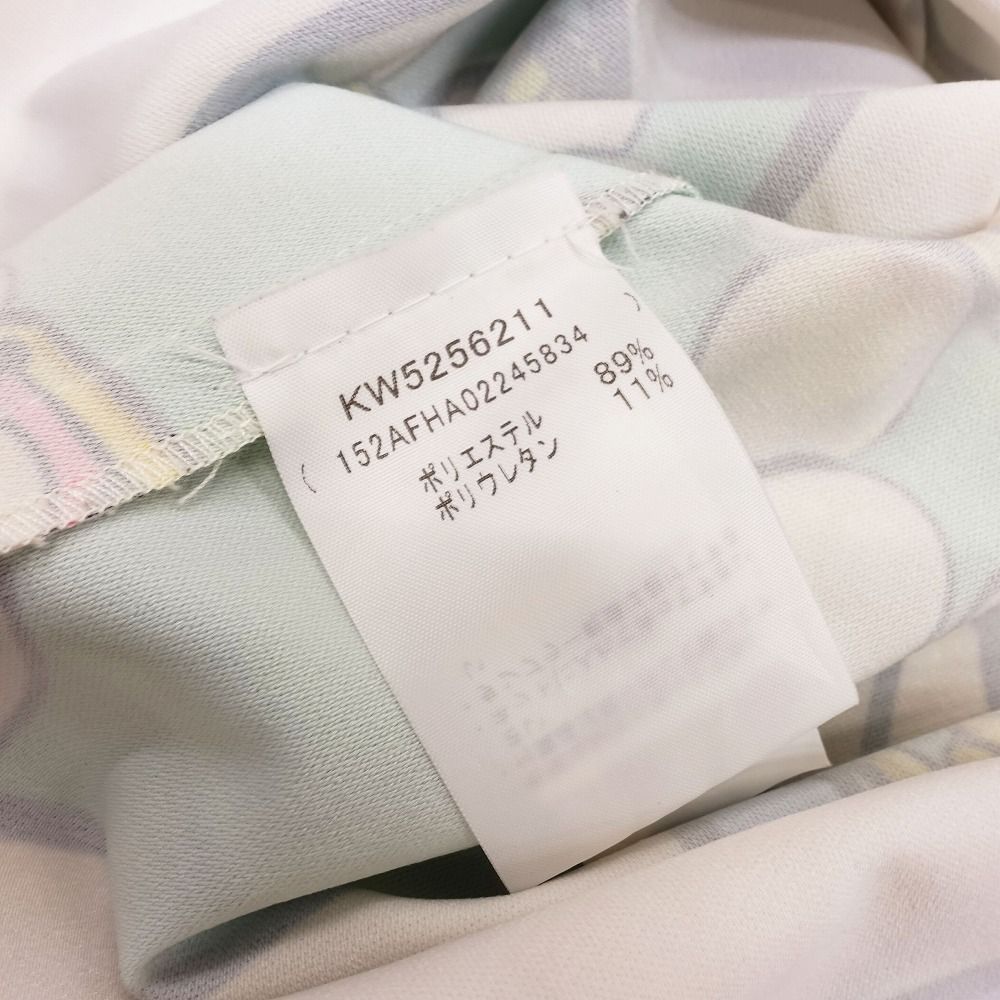 KW5256211
152AFHA02245834
( )
ポリエステル 89%
ポリウレタン 11%